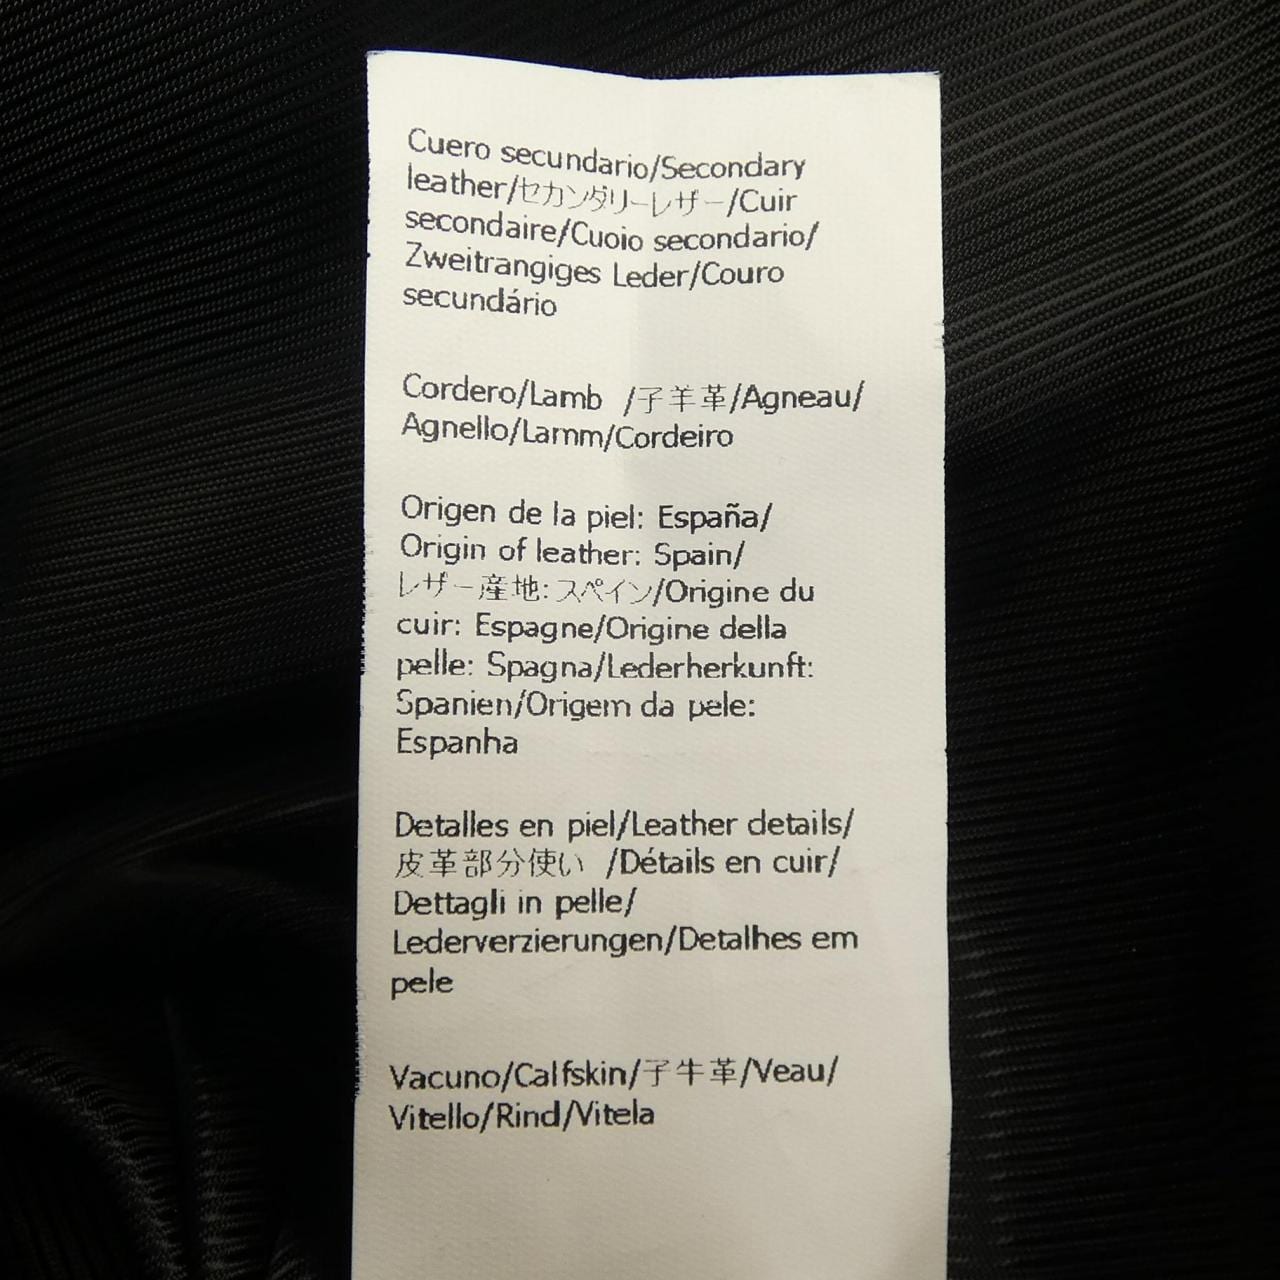 Cuero secundario/Secondary
leather/セカンダリーレザー/Cuir
secondaire/Cuoio secondario/
Zweitrangiges Leder/Couro
secundário
Cordero/Lamb /子羊革/Agneau/
Agnello/Lamm/Cordeiro
Origen de la piel: España/
Origin of leather: Spain/
レザー産地: スペイン/Origine du
cuir: Espagne/Origine della
pelle: Spagna/Lederherkunft:
Spanien/Origem da pele:
Espanha
Detalles en piel/Leather details/
皮革部分使い /Détails en cuir/
Dettagli in pelle/
Lederverzierungen/Detalhes em
pele
Vacuno/Calfskin/子牛革/Veau/
Vitello/Rind/Vitela